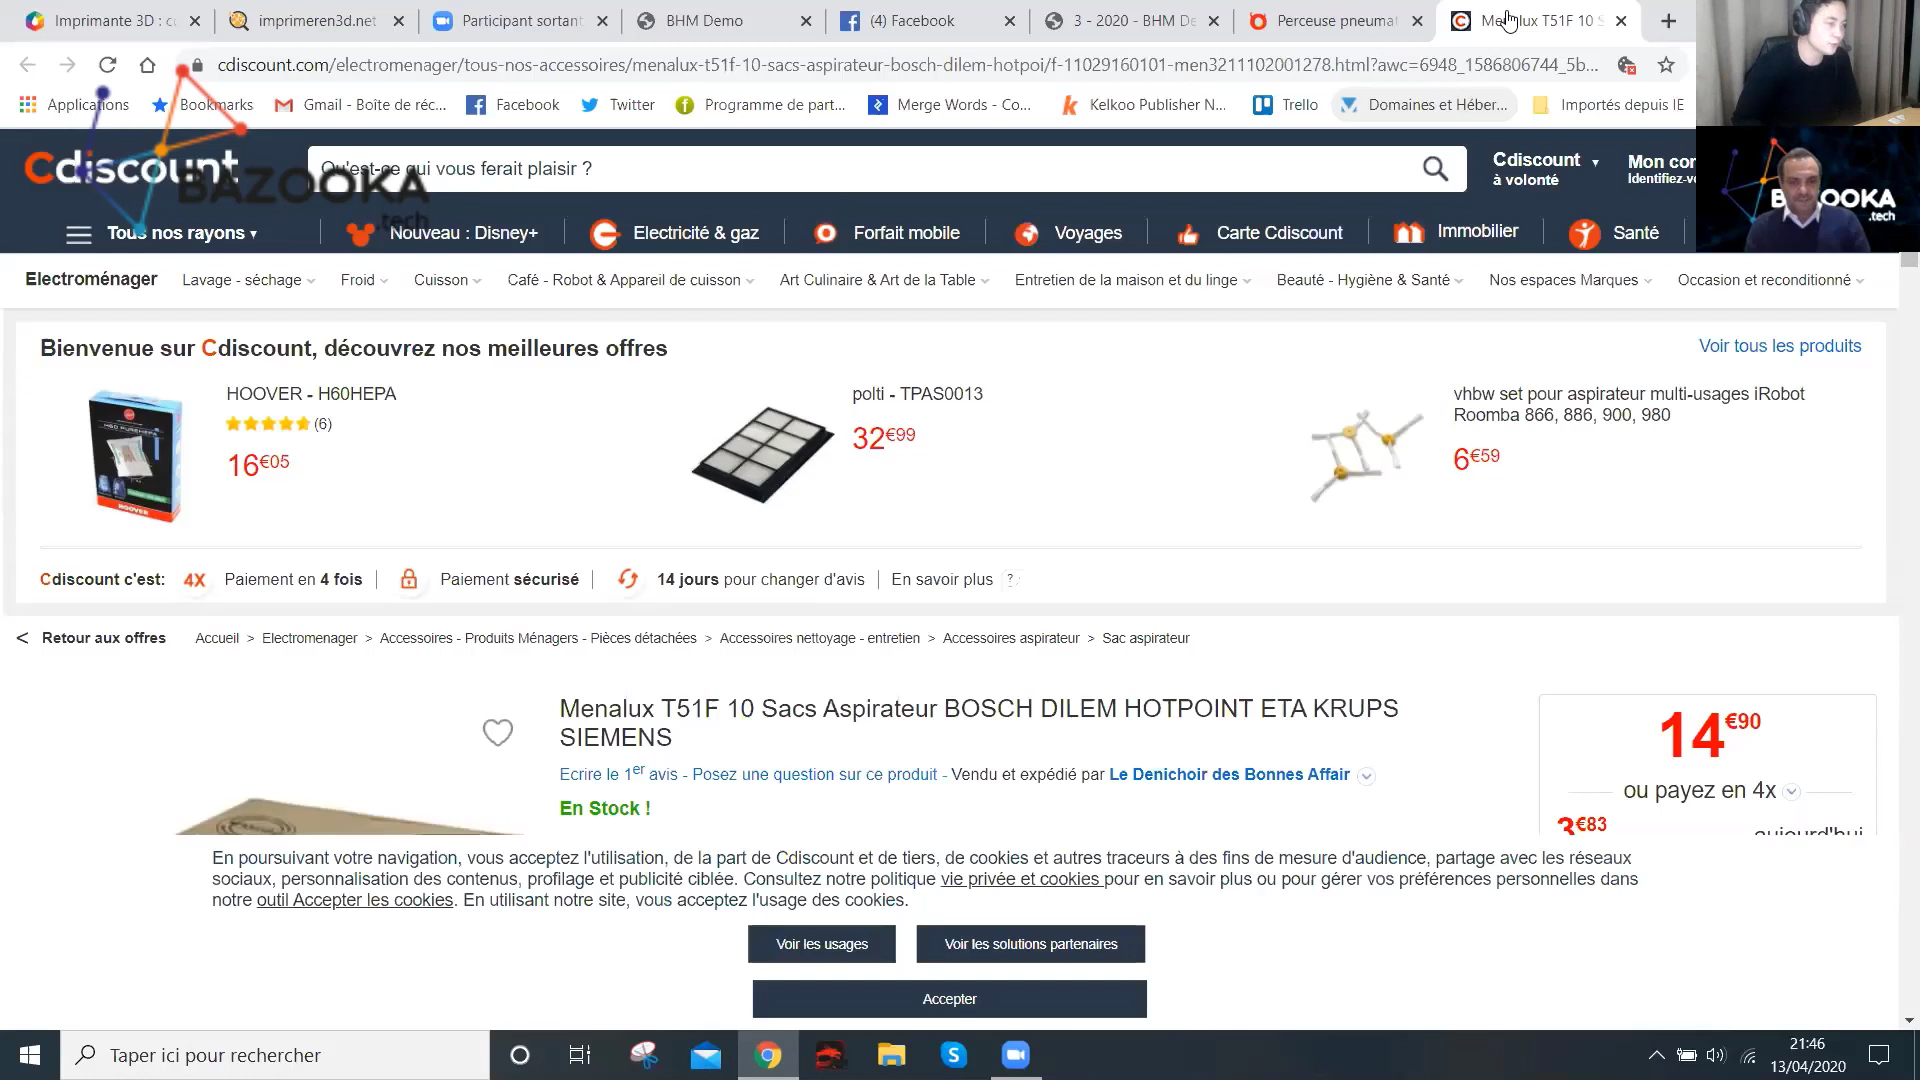 Imprimante 3D : co
imprimeren3d.net
Participant sortant
BHM Demo
(4) Facebook
3 - 2020 - BHM De
Perceuse pneumat
Menalux T51F 10 S
cdiscount.com/electromenager/tous-nos-accessoires/menalux-t51f-10-sacs-aspirateur-bosch-dilem-hotpoi/f-11029160101-men3211102001278.html?awc=6948_1586806744_5b...
Applications
Bookmarks
Gmail - Boîte de réc...
Facebook
Twitter
Programme de part...
Merge Words - Co...
Kelkoo Publisher N...
Trello
Domaines et Héber...
Importés depuis IE
Cdiscount
BAZOOKA
.tech
Qu'est-ce qui vous ferait plaisir ?
Cdiscount
à volonté
Mon con
Identifiez-vo
BAZOOKA
.tech
Tous nos rayons
Nouveau : Disney+
Electricité & gaz
Forfait mobile
Voyages
Carte Cdiscount
Immobilier
Santé
Electroménager
Lavage - séchage
Froid
Cuisson
Café - Robot & Appareil de cuisson
Art Culinaire & Art de la Table
Entretien de la maison et du linge
Beauté - Hygiène & Santé
Nos espaces Marques
Occasion et reconditionné
Bienvenue sur Cdiscount, découvrez nos meilleures offres
Voir tous les produits
HOOVER - H60HEPA
(6)
16€05
polti - TPAS0013
32€99
vhbw set pour aspirateur multi-usages iRobot
Roomba 866, 886, 900, 980
6€59
Cdiscount c'est:
4X Paiement en 4 fois
Paiement sécurisé
14 jours pour changer d'avis
En savoir plus ?
< Retour aux offres
Accueil > Electromenager > Accessoires - Produits Ménagers - Pièces détachées > Accessoires nettoyage - entretien > Accessoires aspirateur > Sac aspirateur
Menalux T51F 10 Sacs Aspirateur BOSCH DILEM HOTPOINT ETA KRUPS
SIEMENS
Ecrire le 1er avis - Posez une question sur ce produit - Vendu et expédié par Le Denichoir des Bonnes Affair
En Stock !
14€90
ou payez en 4x
3€83
aujourd'hui
En poursuivant votre navigation, vous acceptez l'utilisation, de la part de Cdiscount et de tiers, de cookies et autres traceurs à des fins de mesure d'audience, partage avec les réseaux
sociaux, personnalisation des contenus, profilage et publicité ciblée. Consultez notre politique vie privée et cookies pour en savoir plus ou pour gérer vos préférences personnelles dans
notre outil Accepter les cookies. En utilisant notre site, vous acceptez l'usage des cookies.
Voir les usages
Voir les solutions partenaires
Accepter
Taper ici pour rechercher
21:46
13/04/2020